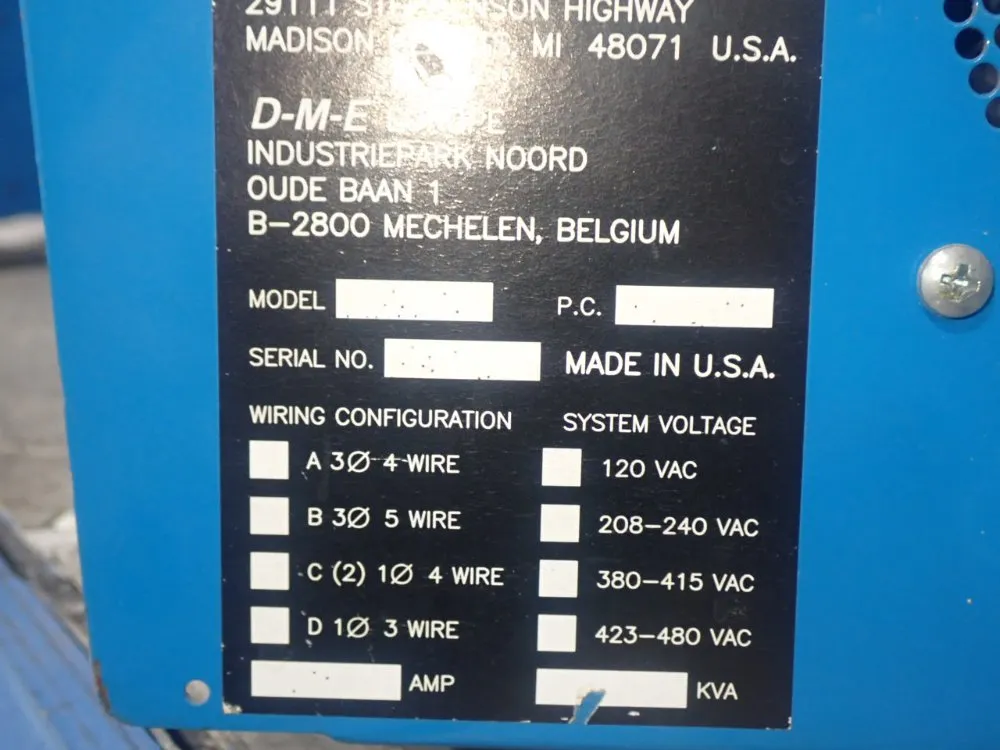 29111 HIGHWAY
MADISON MI 48071 U.S.A.
D-M-E
INDUSTRIEPARK NOORD
OUDE BAAN 1
B-2800 MECHELEN, BELGIUM
MODEL P.C.
SERIAL NO. MADE IN U.S.A.
WIRING CONFIGURATION SYSTEM VOLTAGE
A 3Ø 4 WIRE 120 VAC
B 3Ø 5 WIRE 208-240 VAC
C (2) 1Ø 4 WIRE 380-415 VAC
D 1Ø 3 WIRE 423-480 VAC
AMP KVA